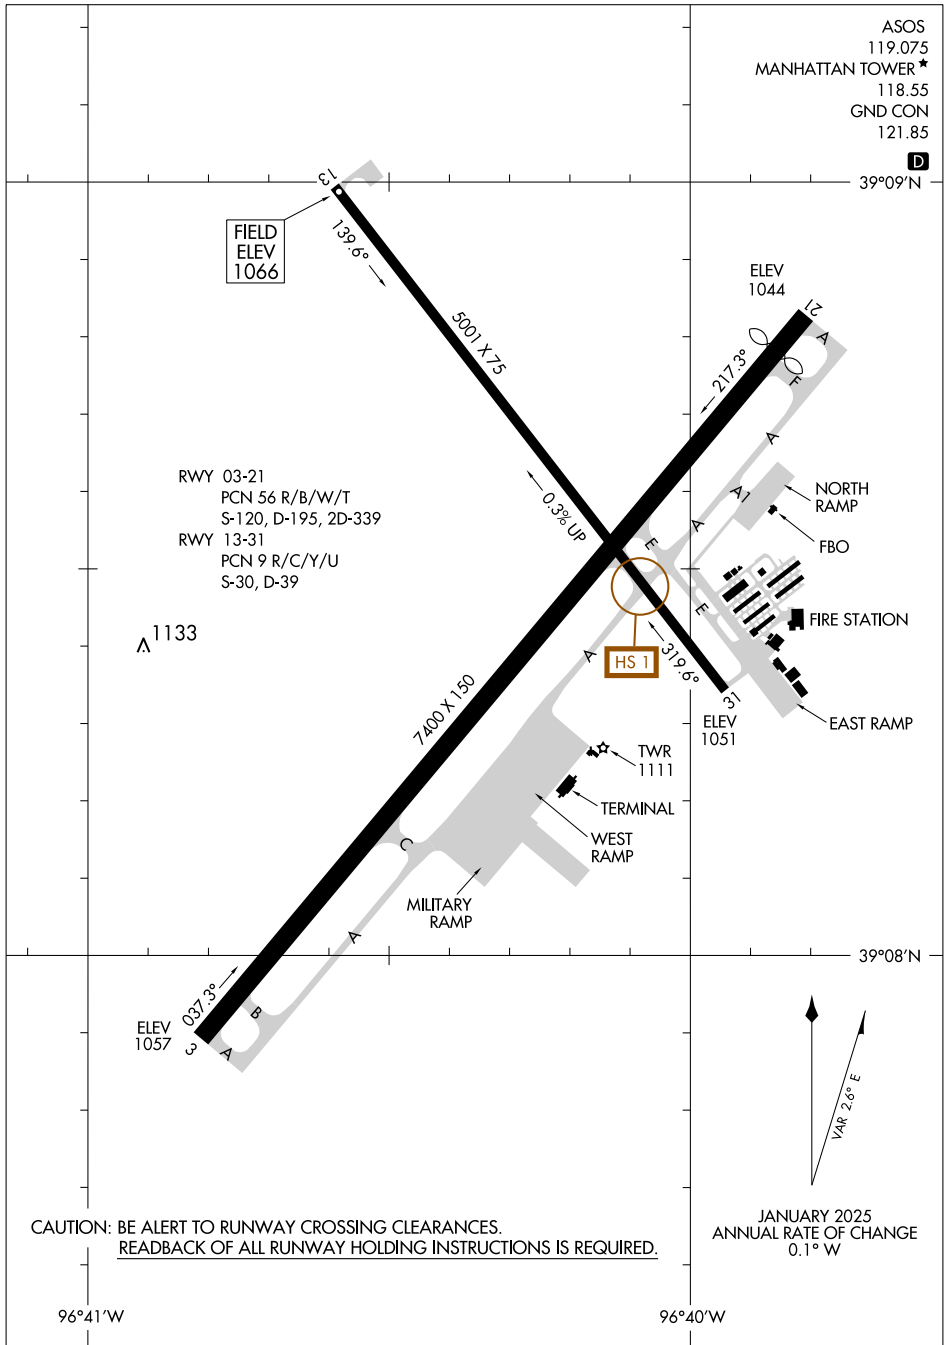 ASOS
119.075
MANHATTAN TOWER★
118.55
GND CON
121.85
D
39°09'N
13
FIELD
ELEV
1066
139.6°
ELEV
1044
21
A
5001 X 75
217.3°
F
A
RWY 03-21
PCN 56 R/B/W/T
S-120, D-195, 2D-339
RWY 13-31
PCN 9 R/C/Y/U
S-30, D-39
0.3% UP
A1
NORTH
RAMP
A
E
FBO
E
FIRE STATION
1133
A
HS 1
319.6°
31
ELEV
1051
EAST RAMP
7400 X 150
TWR
1111
TERMINAL
WEST
RAMP
C
MILITARY
RAMP
A
39°08'N
037.3°
B
ELEV
1057
3
A
VAR 2.6° E
JANUARY 2025
ANNUAL RATE OF CHANGE
0.1° W
CAUTION: BE ALERT TO RUNWAY CROSSING CLEARANCES.
READBACK OF ALL RUNWAY HOLDING INSTRUCTIONS IS REQUIRED.
96°41'W
96°40'W